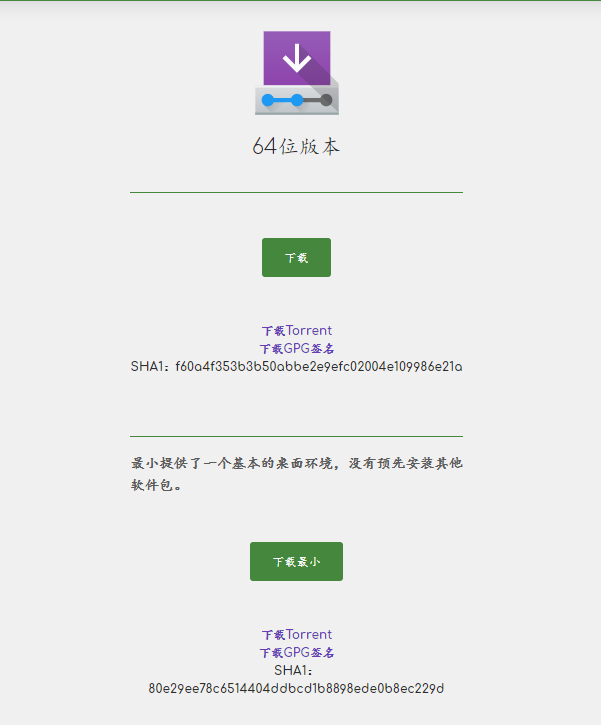 64位版本
下载
下载Torrent
下载GPG签名
SHA1：f60a4f353b3b50abbe2e9efc02004e109986e21a
最小提供了一个基本的桌面环境，没有预先安装其他
软件包。
下载最小
下载Torrent
下载GPG签名
SHA1：
80e29ee78c6514404ddbcd1b8898ede0b8ec229d